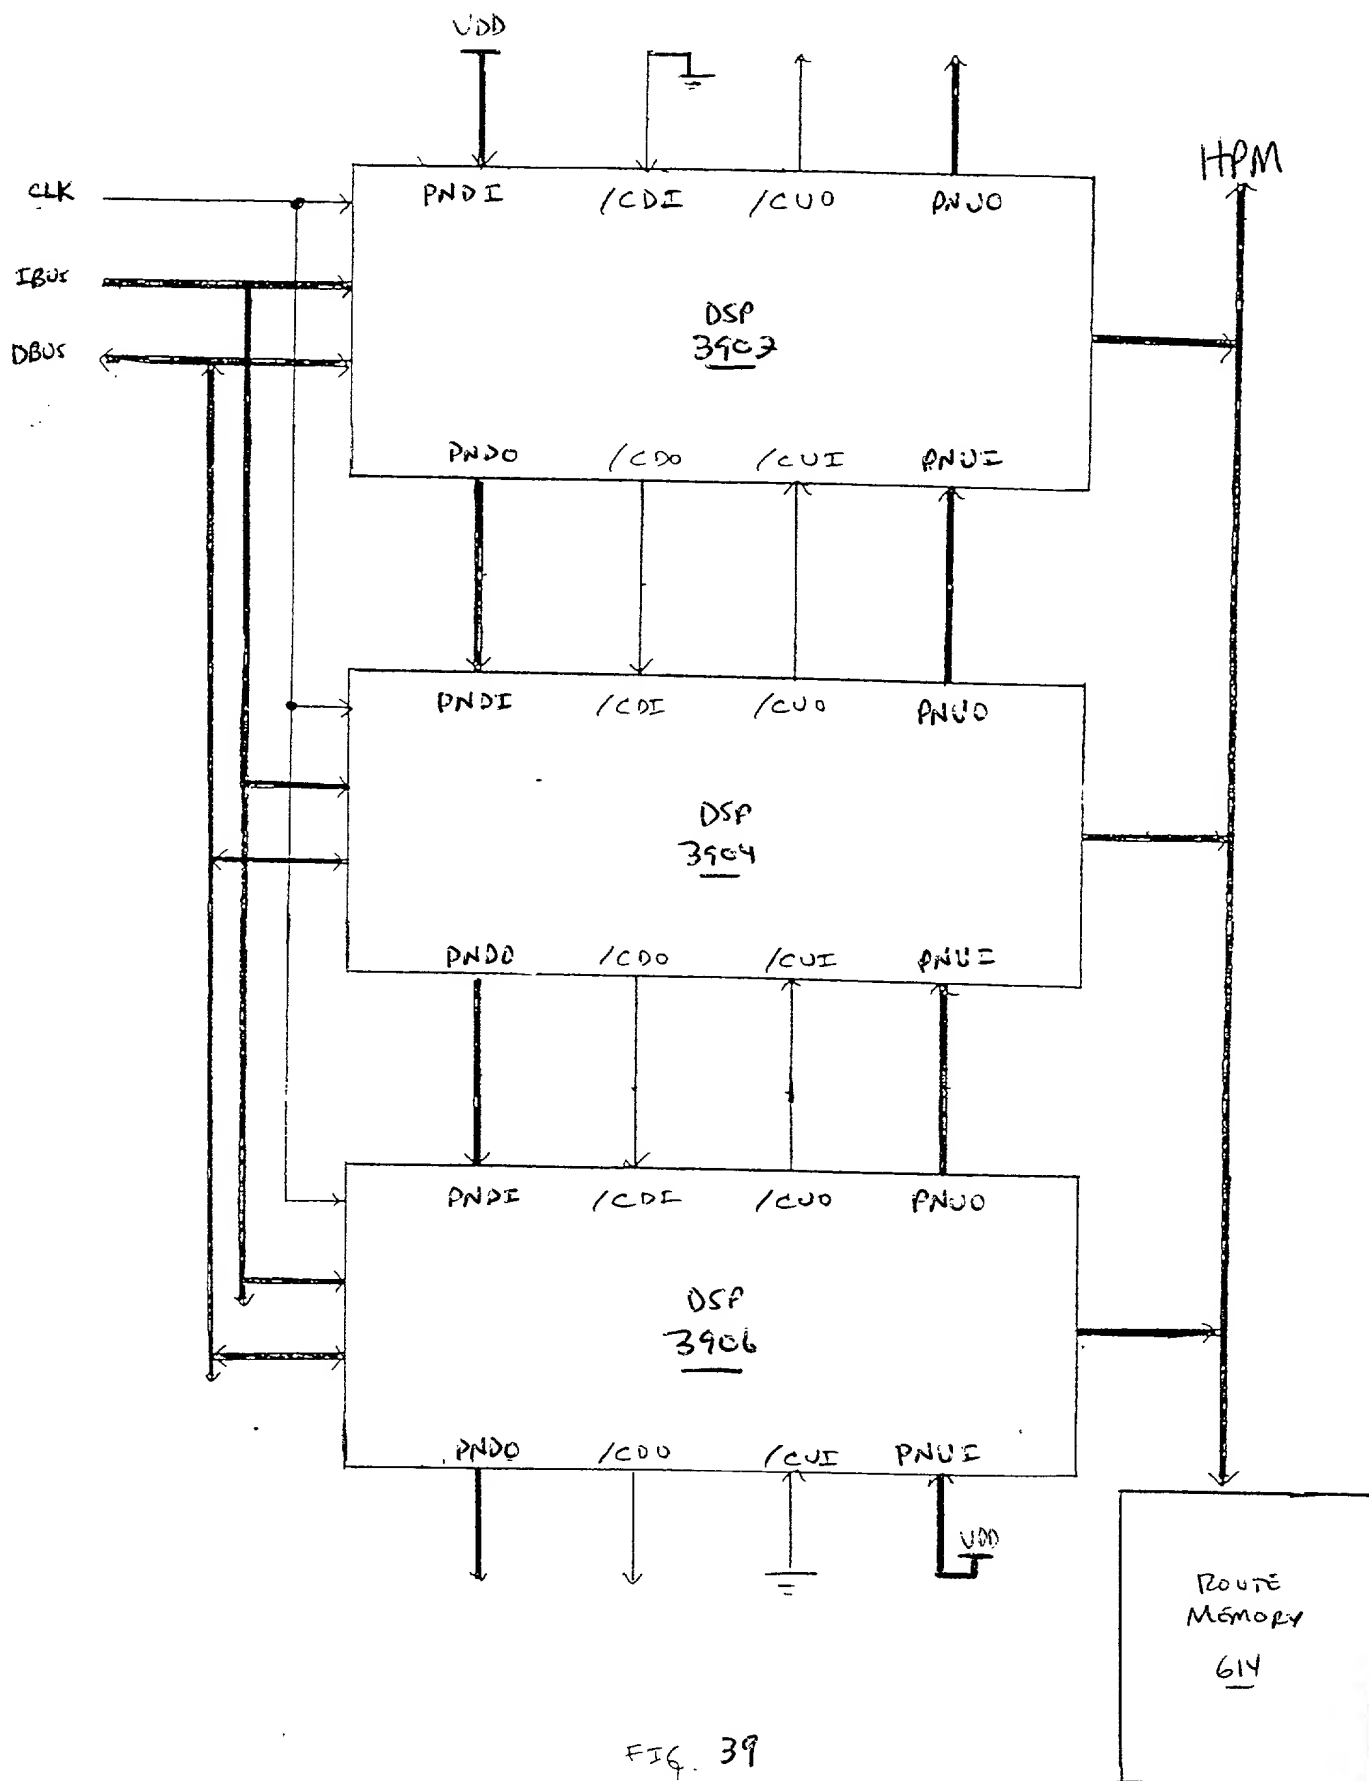 VDD
HPM
CLK
PNDI /CDI /CUO PNUO
IBUS
DSP
3902
DBUS
PNDO /CDO /CUI PNUI
PNDI /CDI /CUO PNUO
DSP
3904
PNDO /CDO /CUI PNUI
PNDI /CDI /CUO PNUO
DSP
3906
PNDO /CDO /CUI PNUI
VDD
ROUTE
MEMORY
614
FIG. 39